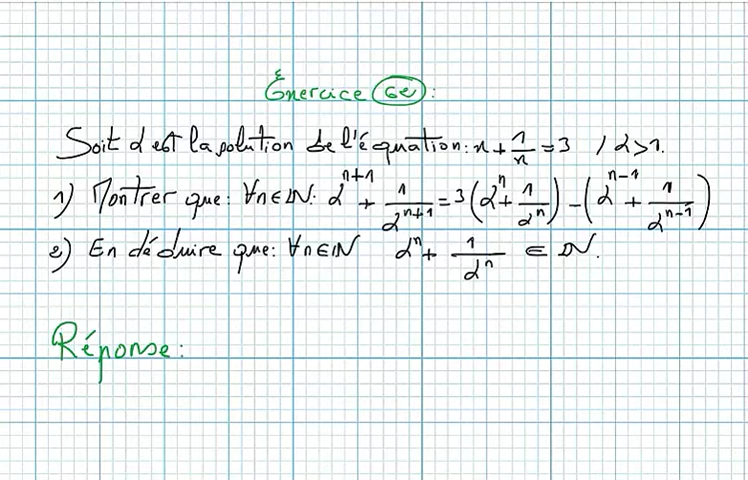 Exercice 62 :
Soit α est la solution de l'équation: x + 1/x = 3 / α>1.
1) Montrer que: ∀n∈ℕ: α^(n+1) + 1/α^(n+1) = 3(α^n + 1/α^n) - (α^(n-1) + 1/α^(n-1))
2) En déduire que: ∀n∈ℕ α^n + 1/α^n ∈ ℕ.
Réponse: